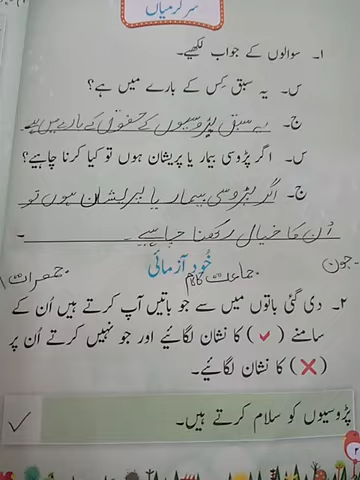 سرگرمیاں
۱۔ سوالوں کے جواب لکھیے۔
س۔ یہ سبق کِس کے بارے میں ہے؟
ج۔ یہ سبق پڑوسیوں کے حقوق کے بارے میں ہے
س۔ اگر پڑوسی بیمار یا پریشان ہوں تو کیا کرنا چاہیے؟
ج۔ اگر پڑوسی بیمار یا پریشان ہوں تو
اُن کا خیال رکھنا چاہیے۔
خُود آزمائی
جون جماعت کا کام جمعرات
۲۔ دی گئی باتوں میں سے جو باتیں آپ کرتے ہیں اُن کے
سامنے (✓) کا نشان لگائیے اور جو نہیں کرتے اُن پر
(✗) کا نشان لگائیے۔
پڑوسیوں کو سلام کرتے ہیں۔ ✓